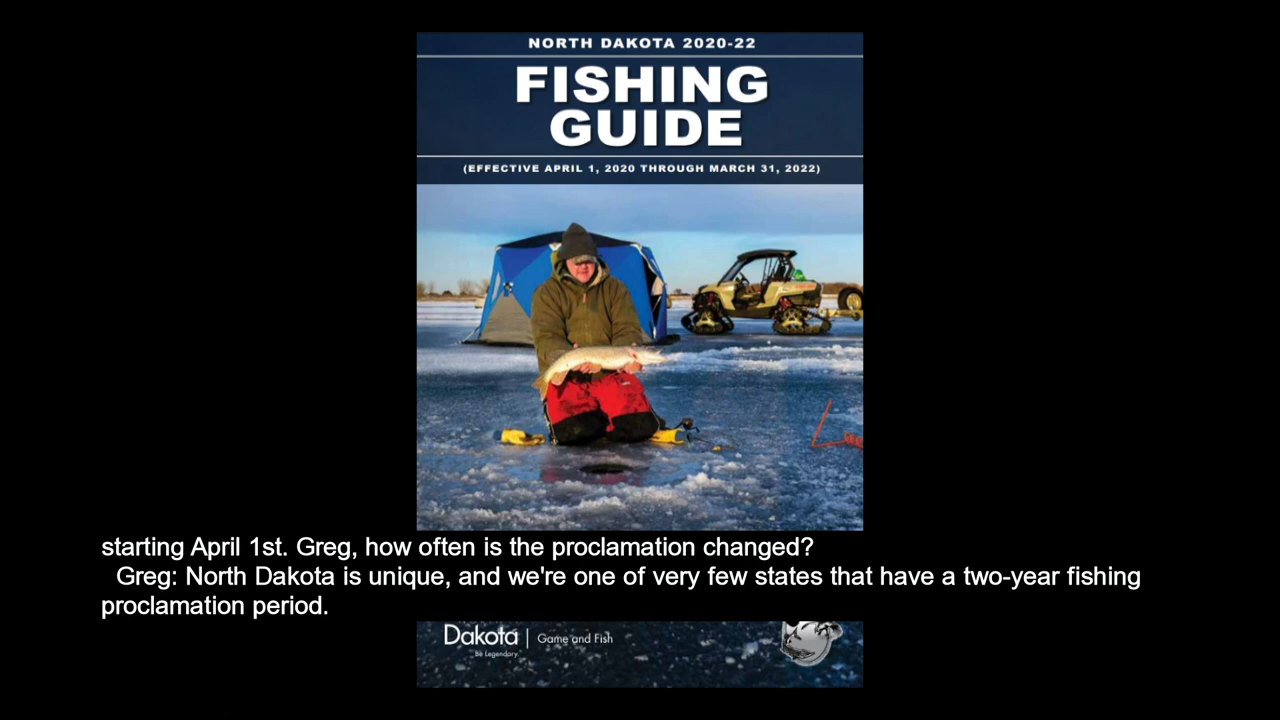 NORTH DAKOTA 2020-22
FISHING
GUIDE
(EFFECTIVE APRIL 1, 2020 THROUGH MARCH 31, 2022)
starting April 1st. Greg, how often is the proclamation changed?
Greg: North Dakota is unique, and we're one of very few states that have a two-year fishing
proclamation period.
Dakota | Game and Fish
Be Legendary.